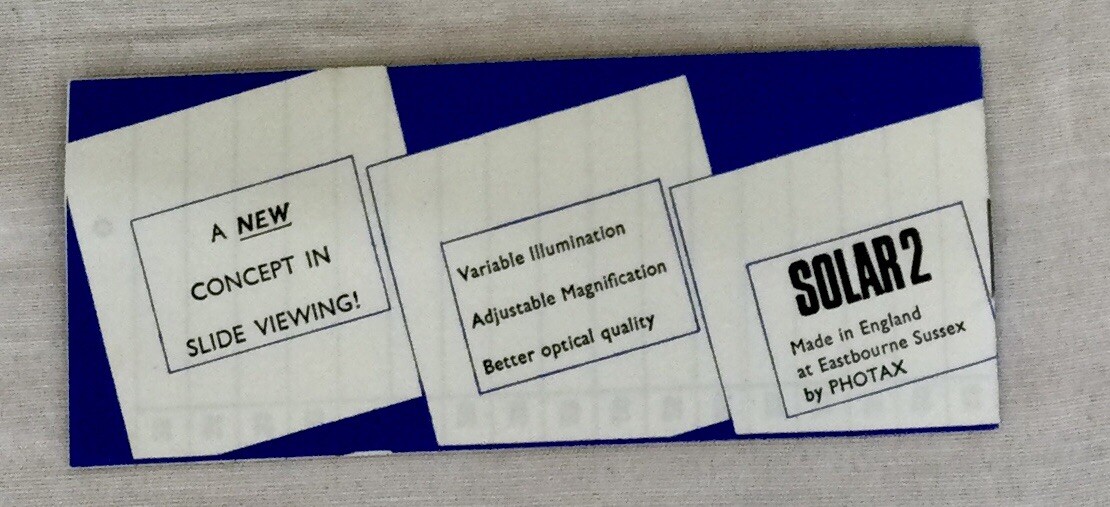 A NEW
CONCEPT IN
SLIDE VIEWING!
Variable Illumination
Adjustable Magnification
Better optical quality
SOLAR 2
Made in England
at Eastbourne Sussex
by PHOTAX